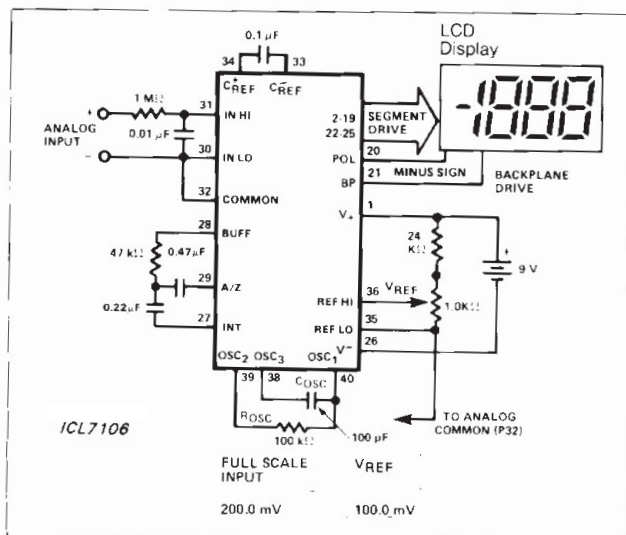 LCD
Display
0.1 µF
34 33
C+REF C-REF
1 MΩ
31
IN HI
+
ANALOG
INPUT
-
0.01 µF
30
IN LO
32
COMMON
28
BUFF
47 kΩ
0.47µF
29
A/Z
0.22µF
27
INT
2-19
22-25
SEGMENT
DRIVE
20
POL
MINUS SIGN
21
BP
BACKPLANE
DRIVE
1
V+
24
KΩ
+
9 V
36
REF HI
VREF
1.0KΩ
35
REF LO
26
V-
-1888
OSC2 OSC3 OSC1
39 38 40
COSC
ROSC
100 kΩ
100 pF
TO ANALOG
COMMON (P32)
ICL7106
FULL SCALE
INPUT
VREF
200.0 mV 100.0 mV